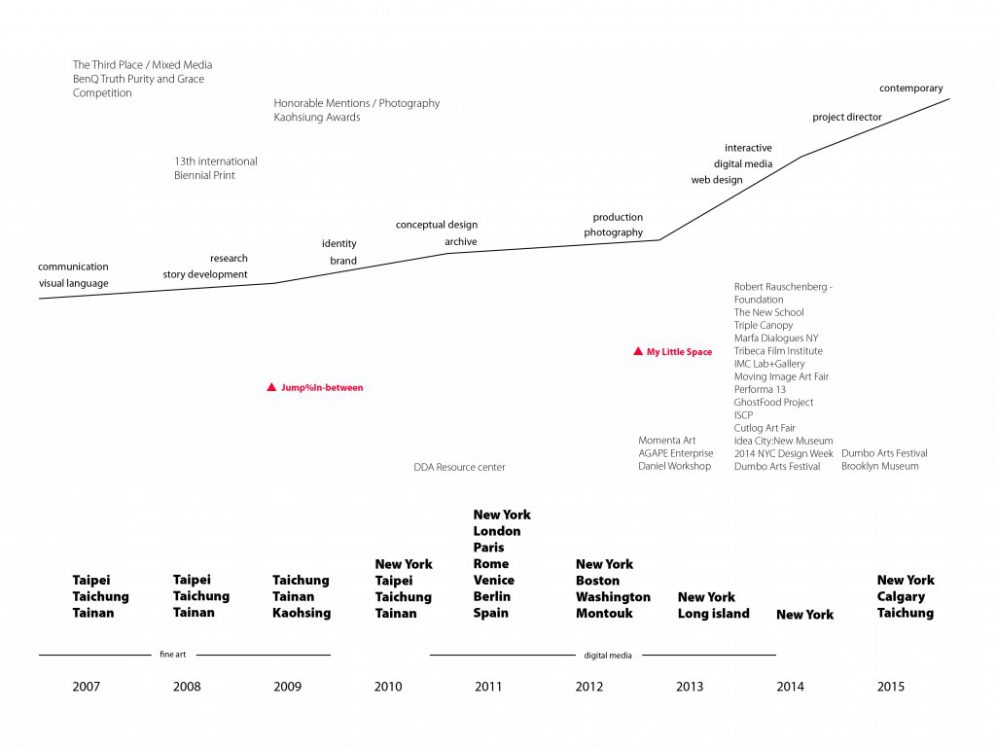 The Third Place / Mixed Media
BenQ Truth Purity and Grace
Competition
Honorable Mentions / Photography
Kaohsiung Awards
13th international
Biennial Print
contemporary
project director
interactive
digital media
web design
production
photography
conceptual design
archive
identity
brand
research
story development
communication
visual language
Robert Rauschenberg -
Foundation
The New School
Triple Canopy
Marfa Dialogues NY
Tribeca Film Institute
IMC Lab+Gallery
Moving Image Art Fair
Performa 13
GhostFood Project
ISCP
Cutlog Art Fair
Idea City:New Museum
2014 NYC Design Week
Dumbo Arts Festival
My Little Space
Jump%In-between
Momenta Art
AGAPE Enterprise
Daniel Workshop
Dumbo Arts Festival
Brooklyn Museum
DDA Resource center
Taipei
Taichung
Tainan
Taipei
Taichung
Tainan
Taichung
Tainan
Kaohsing
New York
Taipei
Taichung
Tainan
New York
London
Paris
Rome
Venice
Berlin
Spain
New York
Boston
Washington
Montouk
New York
Long island
New York
New York
Calgary
Taichung
fine art
digital media
2007
2008
2009
2010
2011
2012
2013
2014
2015